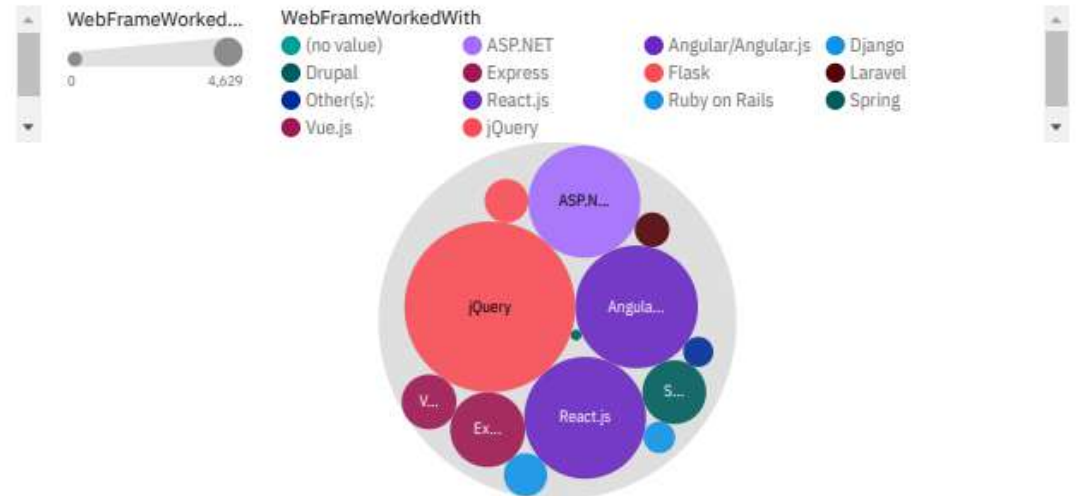 WebFrameWorked...
0 4,629
WebFrameWorkedWith
(no value) ASP.NET Angular/Angular.js Django
Drupal Express Flask Laravel
Other(s): React.js Ruby on Rails Spring
Vue.js jQuery
ASP.N...
jQuery Angula...
S...
V...
React.js
Ex...